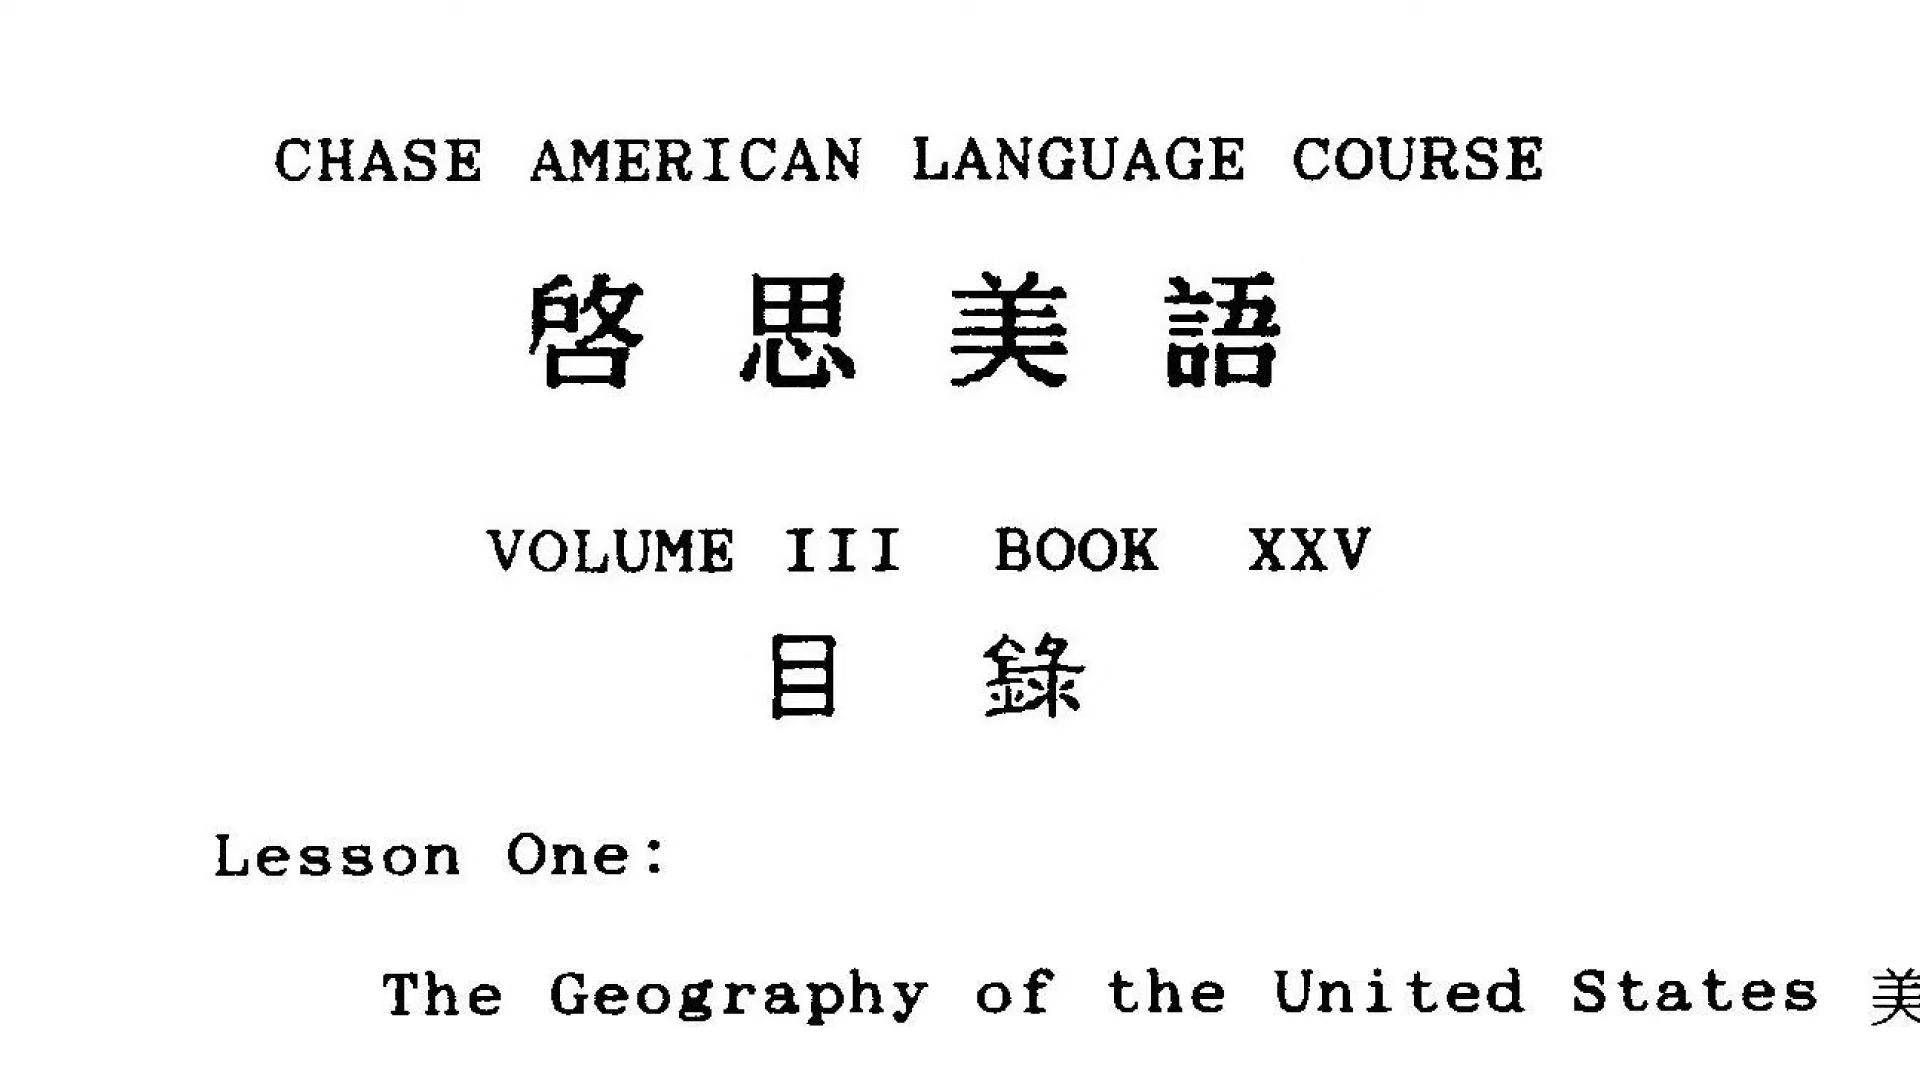 CHASE AMERICAN LANGUAGE COURSE
啓思美語
VOLUME III BOOK XXV
目錄
Lesson One:
The Geography of the United States 美